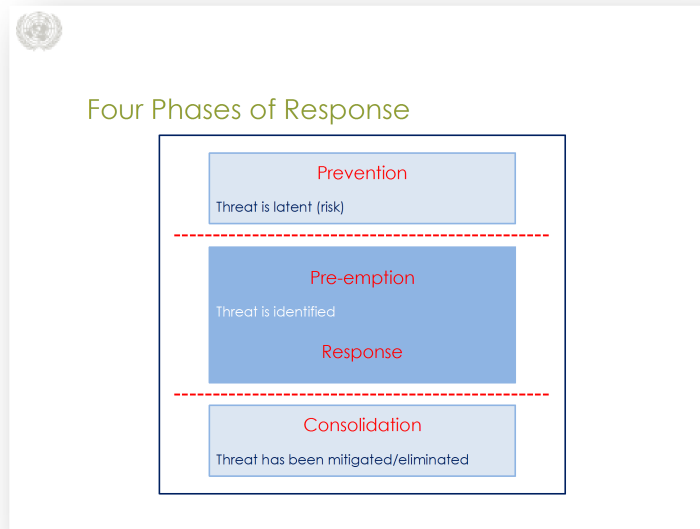 Four Phases of Response
Prevention
Threat is latent (risk)
Pre-emption
Threat is identified
Response
Consolidation
Threat has been mitigated/eliminated